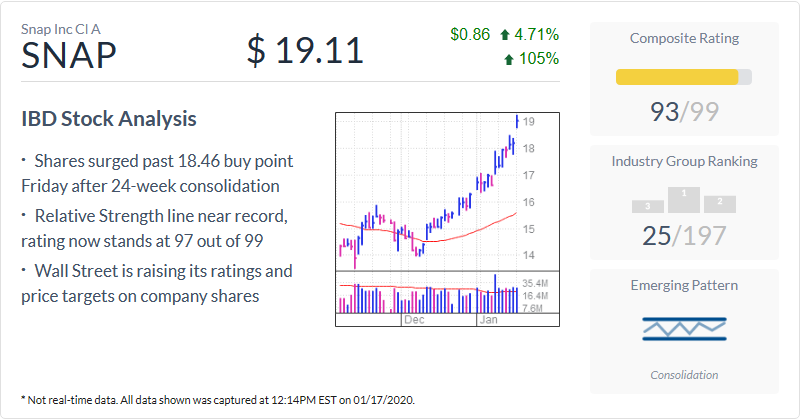 Snap Inc Cl A
SNAP
$ 19.11
$0.86 4.71%
105%
IBD Stock Analysis
· Shares surged past 18.46 buy point
Friday after 24-week consolidation
· Relative Strength line near record,
rating now stands at 97 out of 99
· Wall Street is raising its ratings and
price targets on company shares
19
18
17
16
15
14
35.4M
16.4M
7.6M
Dec
Jan
Composite Rating
93/99
Industry Group Ranking
3
1
2
25/197
Emerging Pattern
Consolidation
* Not real-time data. All data shown was captured at 12:14PM EST on 01/17/2020.